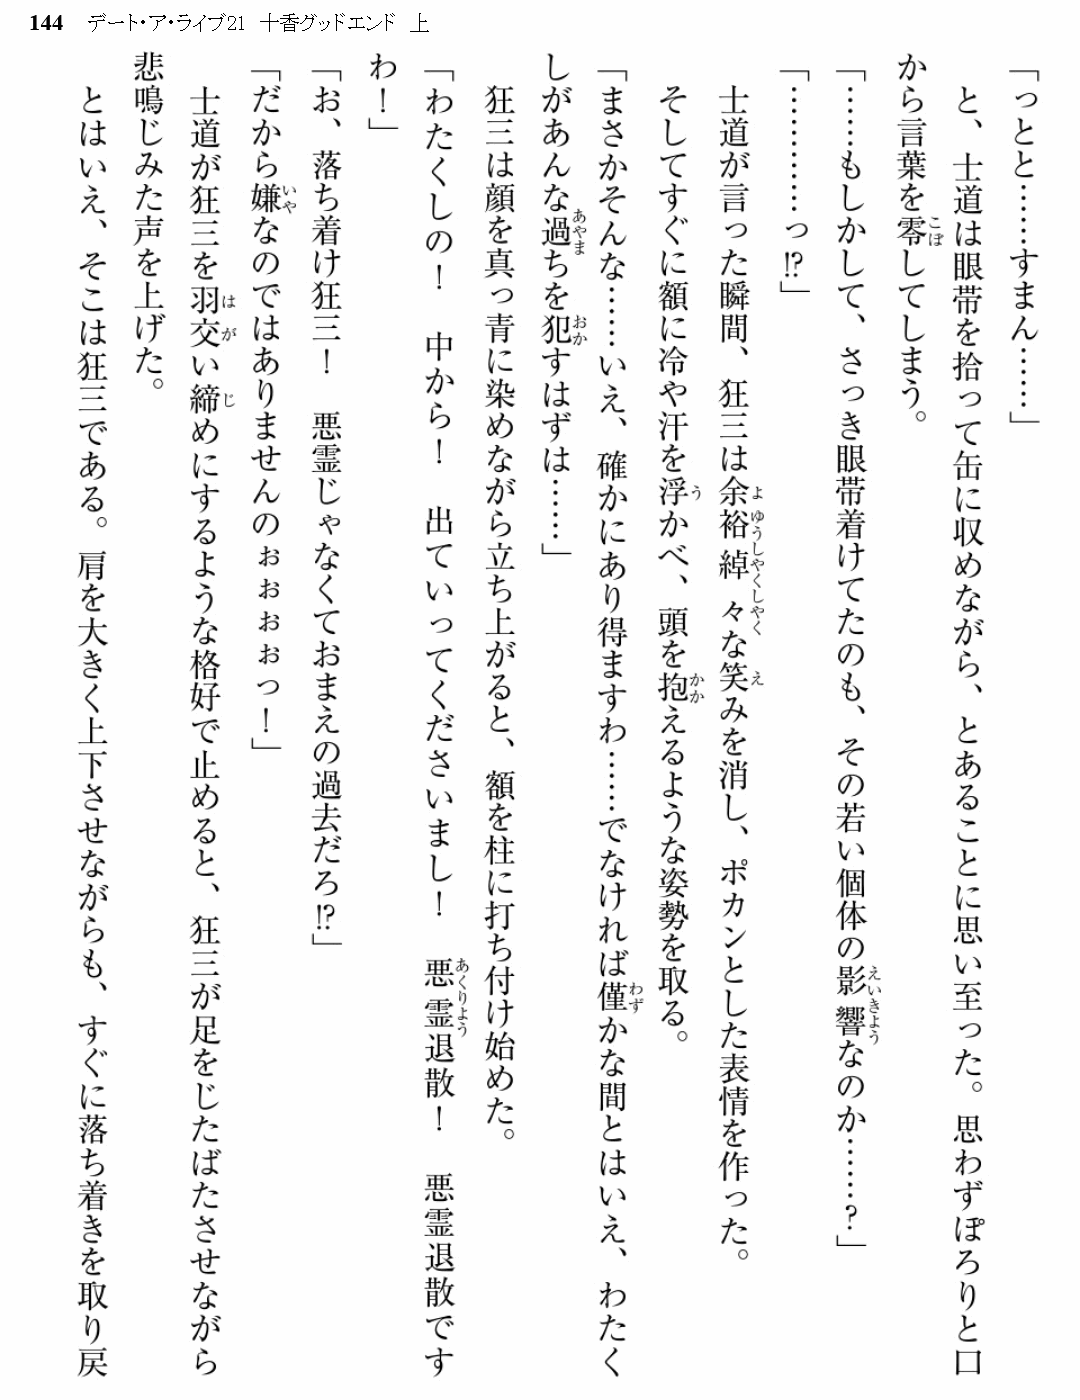 144 デート・ア・ライブ21 十香グッドエンド 上
「っとと……すまん……」
と、士道は眼帯を拾って缶に収めながら、とあることに思い至った。思わずぽろりと口
から言葉を零してしまう。
「……もしかして、さっき眼帯着けてたのも、その若い個体の影響なのか……？」
「…………っ!?」
士道が言った瞬間、狂三は余裕綽々な笑みを消し、ポカンとした表情を作った。
そしてすぐに額に冷や汗を浮かべ、頭を抱えるような姿勢を取る。
「まさかそんな……いえ、確かにあり得ますわ……でなければ僅かな間とはいえ、わたく
しがあんな過ちを犯すはずは……」
狂三は顔を真っ青に染めながら立ち上がると、額を柱に打ち付け始めた。
「わたくしの！　中から！　出ていってくださいまし！　悪霊退散！　悪霊退散です
わ！」
「お、落ち着け狂三！　悪霊じゃなくておまえの過去だろ!?」
「だから嫌なのではありませんのぉぉぉぉっ！」
士道が狂三を羽交い締めにするような格好で止めると、狂三が足をじたばたさせながら
悲鳴じみた声を上げた。
とはいえ、そこは狂三である。肩を大きく上下させながらも、すぐに落ち着きを取り戻